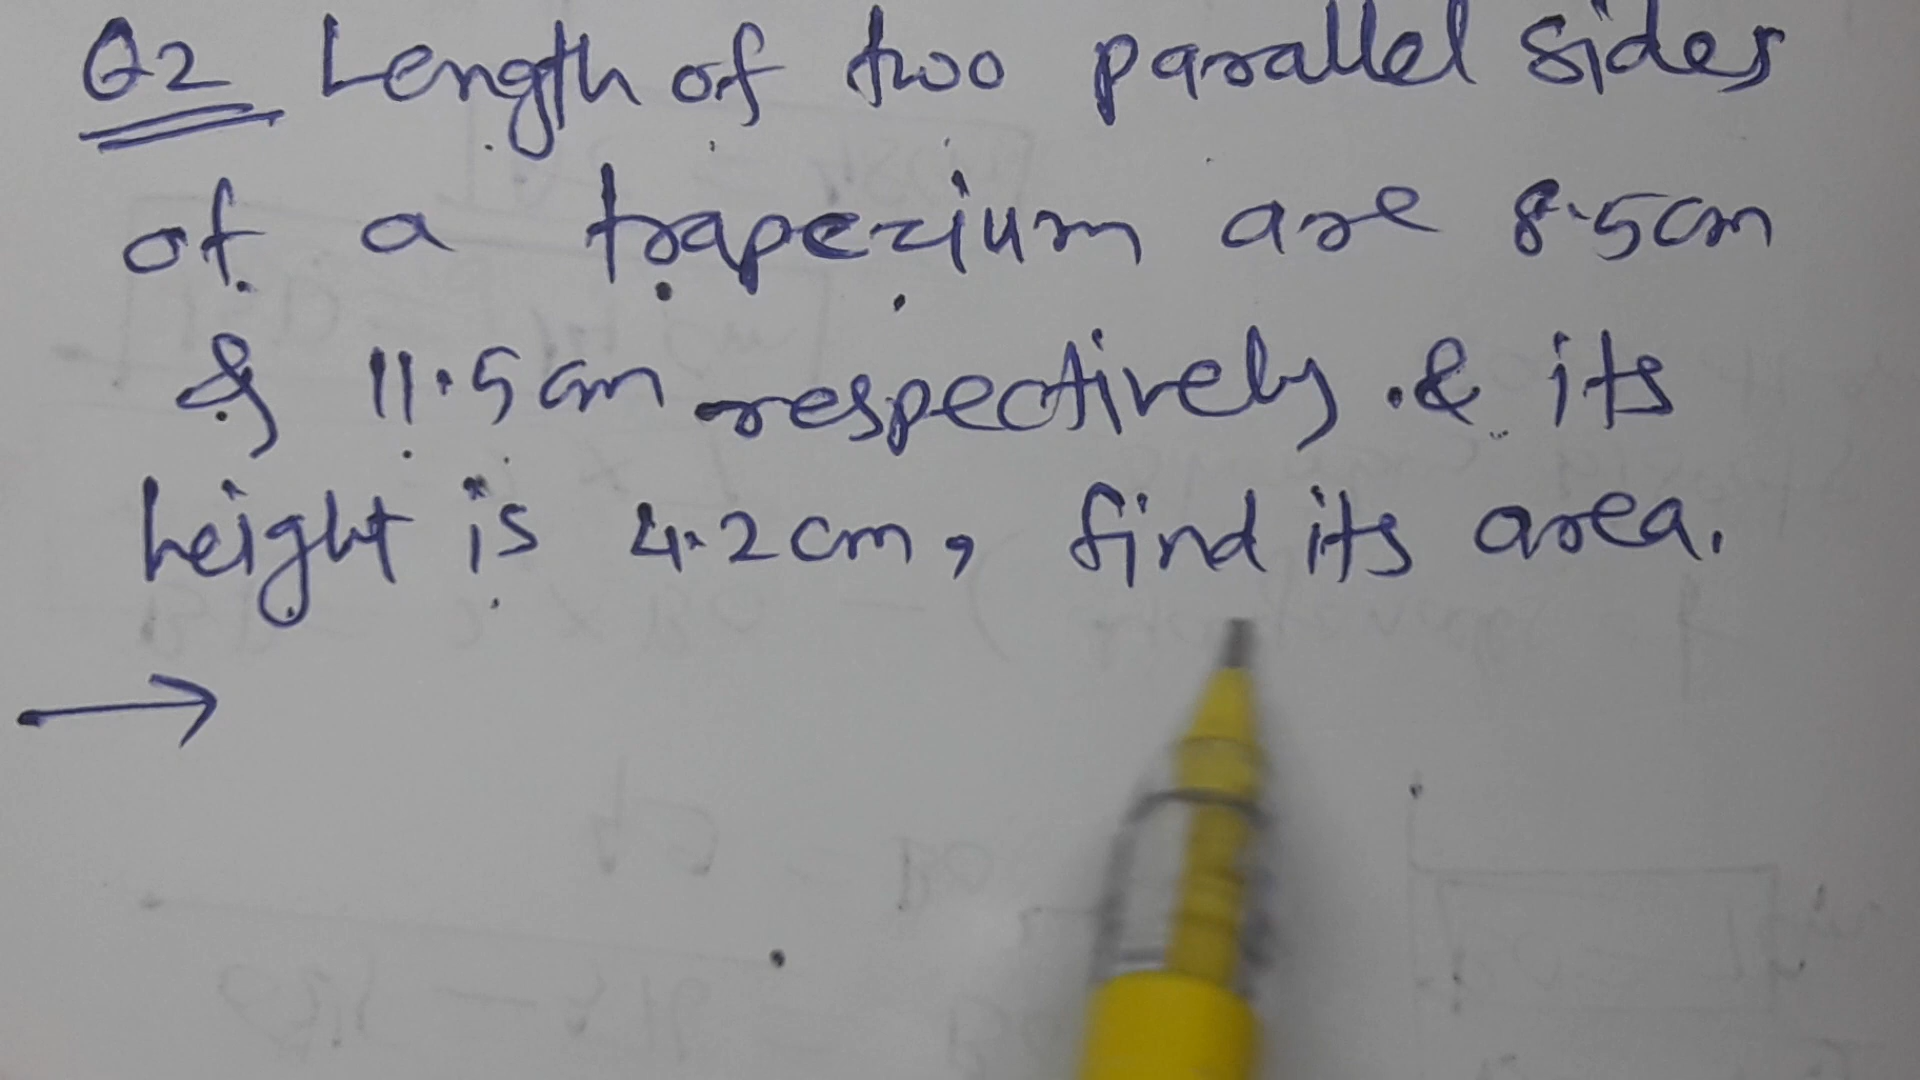 Q2 Length of two parallel sides
of a trapezium are 8.5cm
& 11.5cm respectively & its
height is 4.2cm, find its area.